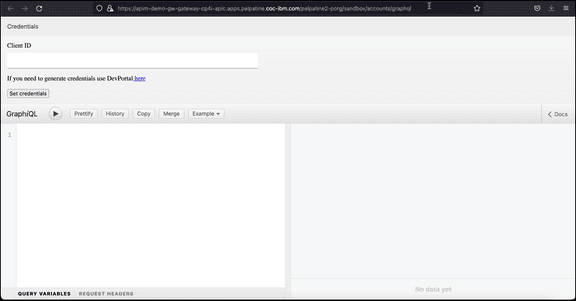 https://apim-demo-gw-gateway-cp4i-apic.apps.palpatine.coc-ibm.com/palpatine2-porg/sandbox/accounts/graphql
Credentials
Client ID
If you need to generate credentials use DevPortal here
Set credentials
GraphiQL Prettify History Copy Merge Example Docs
1
No data yet
QUERY VARIABLES REQUEST HEADERS